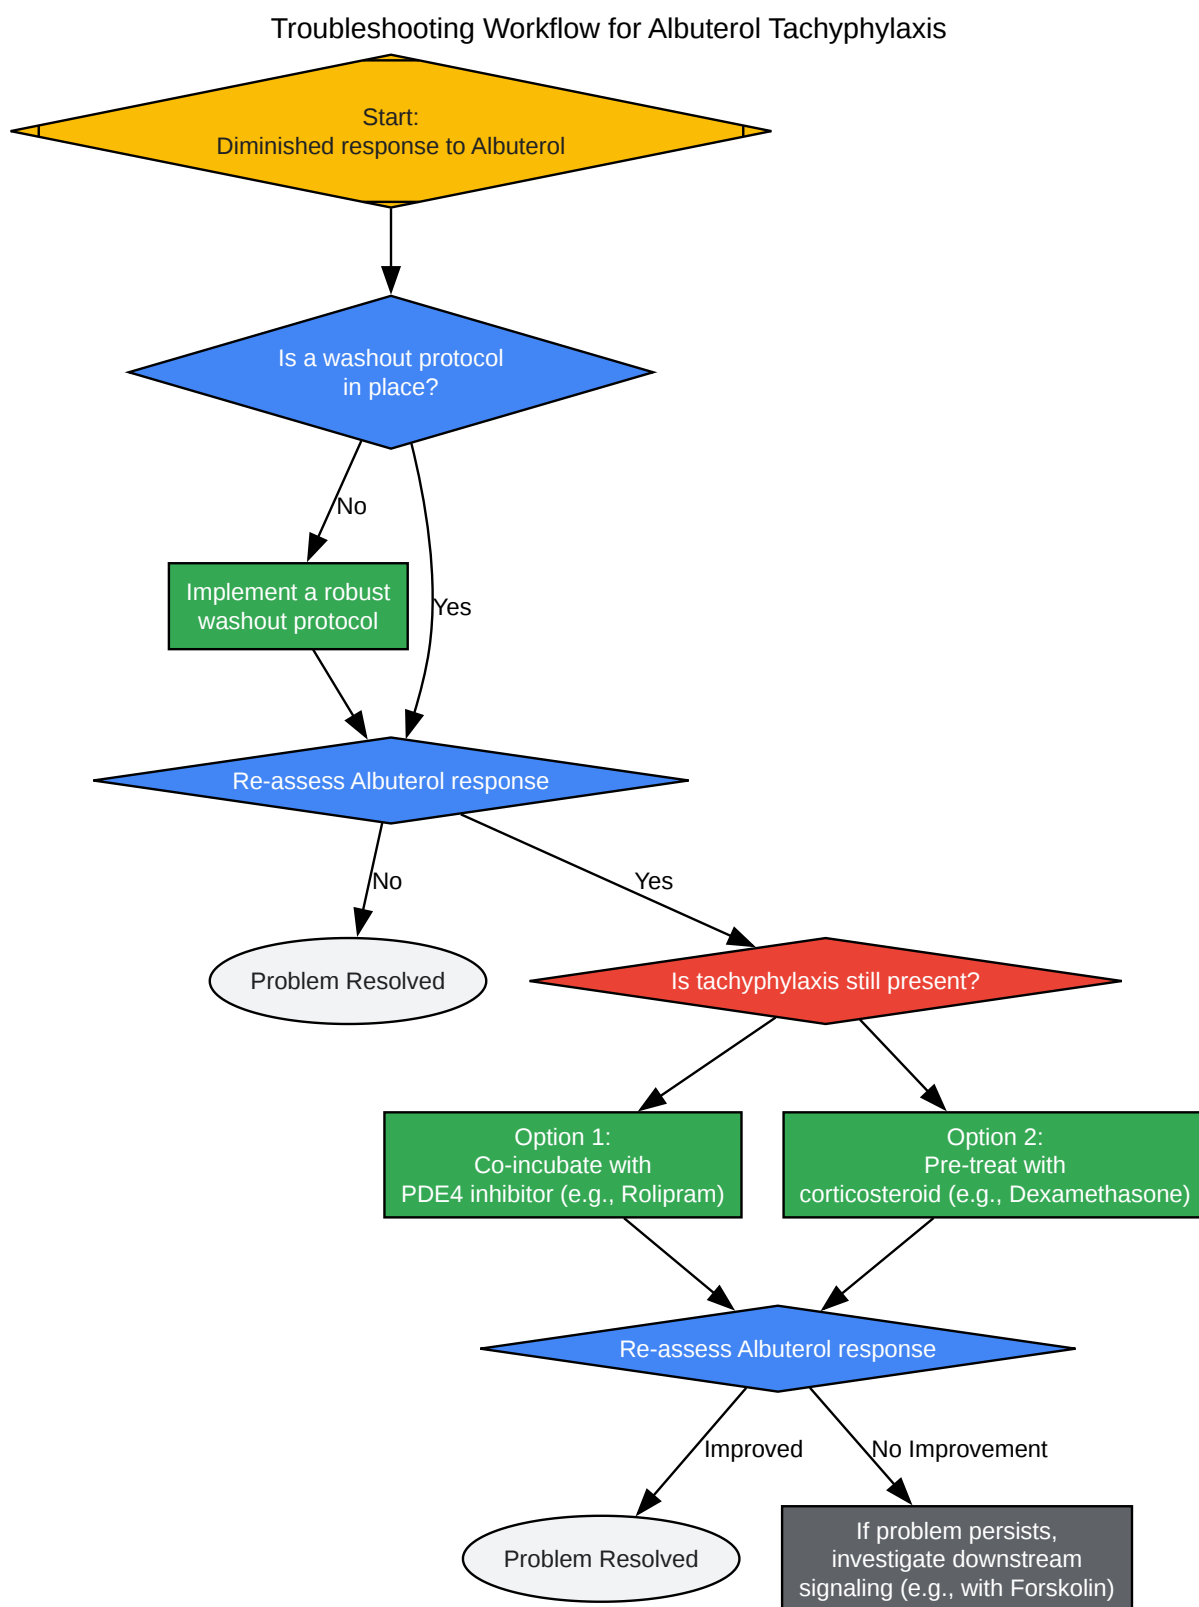 Troubleshooting Workflow for Albuterol Tachyphylaxis
Start:
Diminished response to Albuterol
Is a washout protocol
in place?
No
Implement a robust
washout protocol
Yes
Re-assess Albuterol response
No
Yes
Problem Resolved
Is tachyphylaxis still present?
Option 1:
Co-incubate with
PDE4 inhibitor (e.g., Rolipram)
Option 2:
Pre-treat with
corticosteroid (e.g., Dexamethasone)
Re-assess Albuterol response
Improved
No Improvement
Problem Resolved
If problem persists,
investigate downstream
signaling (e.g., with Forskolin)